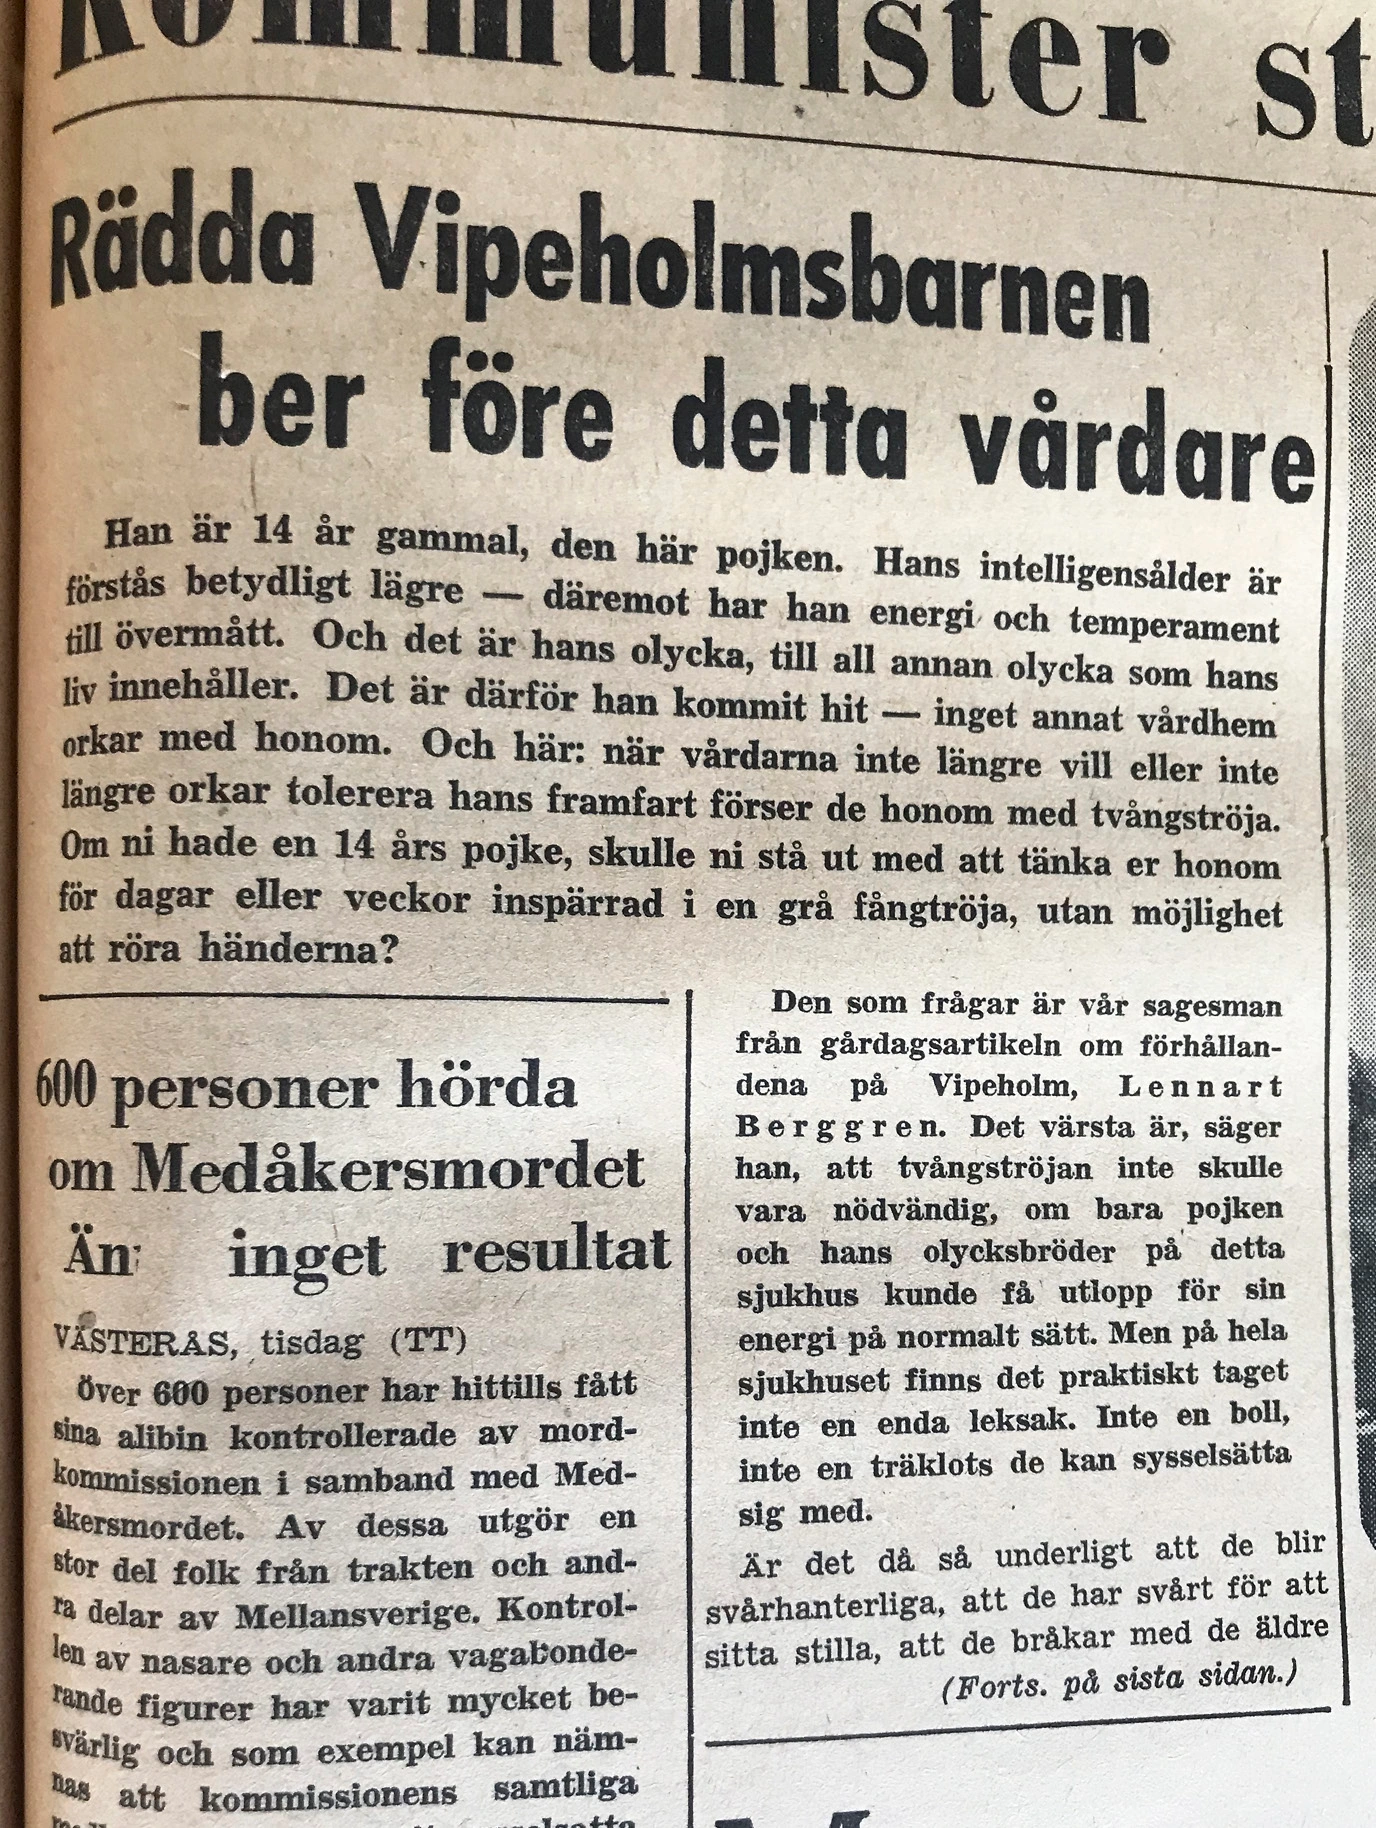 kommunister st
Rädda Vipeholmsbarnen
ber före detta vårdare
Han är 14 år gammal, den här pojken. Hans intelligensålder är
förstås betydligt lägre — däremot har han energi och temperament
till övermått. Och det är hans olycka, till all annan olycka som hans
liv innehåller. Det är därför han kommit hit — inget annat vårdhem
orkar med honom. Och här: när vårdarna inte längre vill eller inte
längre orkar tolerera hans framfart förser de honom med tvångströja.
Om ni hade en 14 års pojke, skulle ni stå ut med att tänka er honom
för dagar eller veckor inspärrad i en grå fångtröja, utan möjlighet
att röra händerna?
600 personer hörda
om Medåkersmordet
Än inget resultat
VÄSTERÅS, tisdag (TT)
Över 600 personer har hittills fått
sina alibin kontrollerade av mord-
kommissionen i samband med Med-
åkersmordet. Av dessa utgör en
stor del folk från trakten och and-
ra delar av Mellansverige. Kontrol-
len av nasare och andra vagabonde-
rande figurer har varit mycket be-
svärlig och som exempel kan näm-
nas att kommissionens samtliga
Den som frågar är vår sagesman
från gårdagsartikeln om förhållan-
dena på Vipeholm, Lennart
Berggren. Det värsta är, säger
han, att tvångströjan inte skulle
vara nödvändig, om bara pojken
och hans olycksbröder på detta
sjukhus kunde få utlopp för sin
energi på normalt sätt. Men på hela
sjukhuset finns det praktiskt taget
inte en enda leksak. Inte en boll,
inte en träklots de kan sysselsätta
sig med.
Är det då så underligt att de blir
svårhanterliga, att de har svårt för att
sitta stilla, att de bråkar med de äldre
(Forts. på sista sidan.)